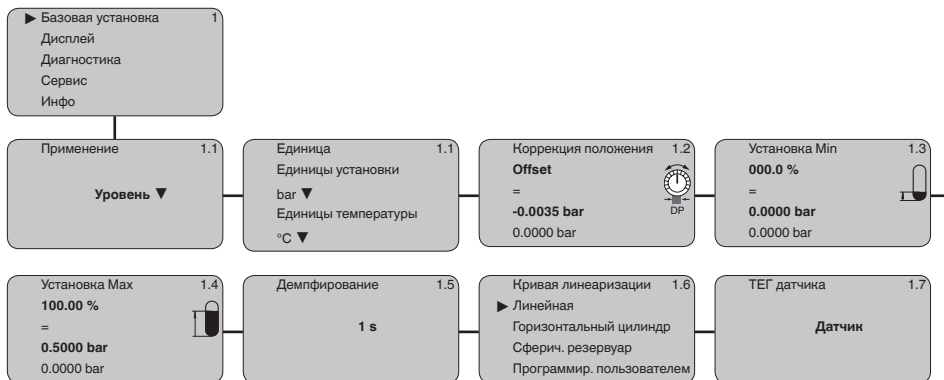 ▶ Базовая установка 1
Дисплей
Диагностика
Сервис
Инфо
Применение 1.1
Уровень ▼
Единица 1.1
Единицы установки
bar ▼
Единицы температуры
°C ▼
Коррекция положения 1.2
Offset
=
-0.0035 bar
0.0000 bar
DP
Установка Min 1.3
000.0 %
=
0.0000 bar
0.0000 bar
Установка Max 1.4
100.00 %
=
0.5000 bar
0.0000 bar
Демпфирование 1.5
1 s
Кривая линеаризации 1.6
▶ Линейная
Горизонтальный цилиндр
Сферич. резервуар
Программир. пользователем
ТЕГ датчика 1.7
Датчик